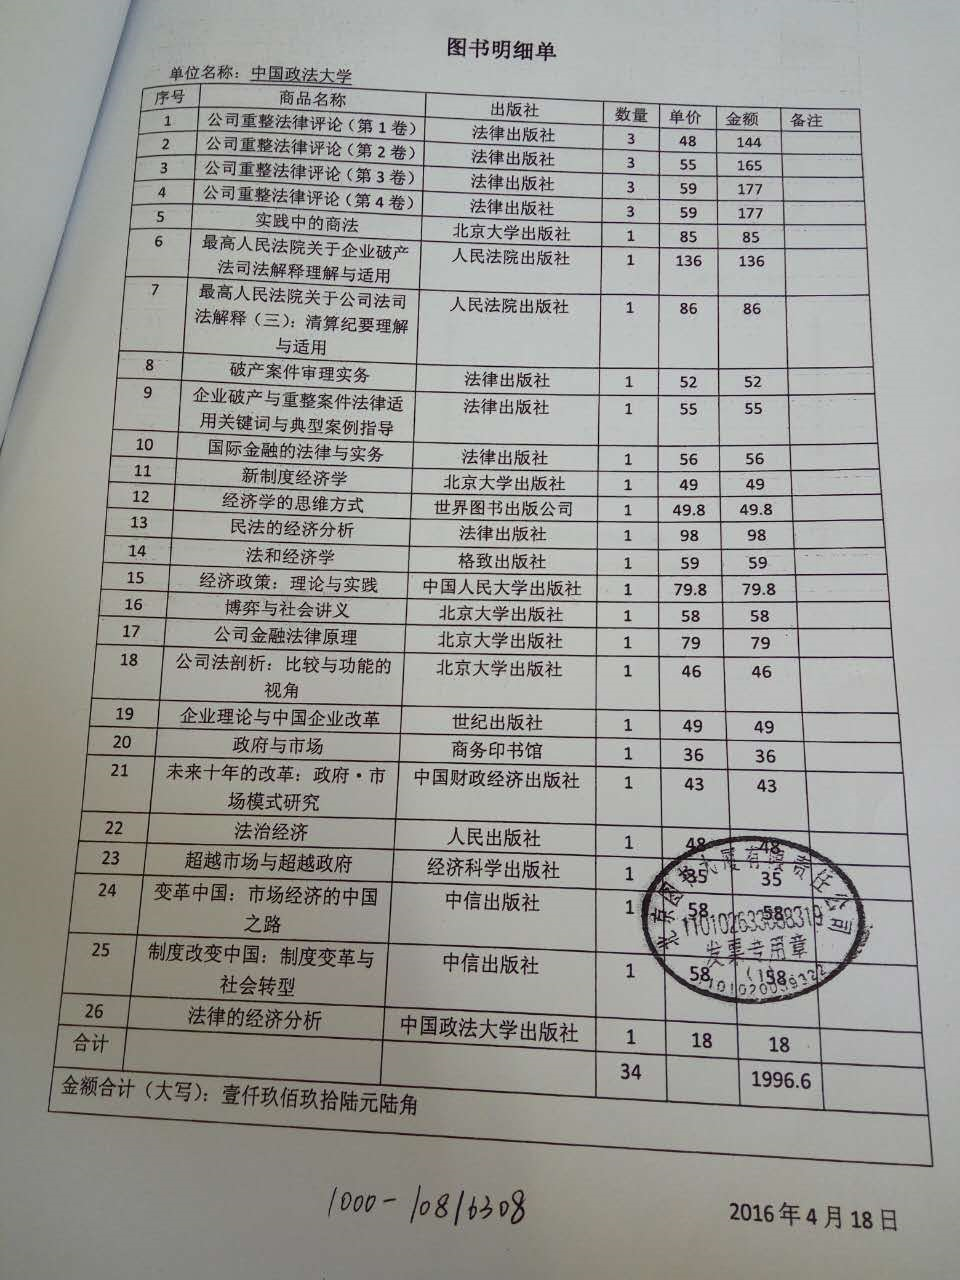 图书明细单
单位名称：中国政法大学
序号 商品名称 出版社 数量 单价 金额 备注
1 公司重整法律评论（第1卷） 法律出版社 3 48 144
2 公司重整法律评论（第2卷） 法律出版社 3 55 165
3 公司重整法律评论（第3卷） 法律出版社 3 59 177
4 公司重整法律评论（第4卷） 法律出版社 3 59 177
5 实践中的商法 北京大学出版社 1 85 85
6 最高人民法院关于企业破产 人民法院出版社 1 136 136
法司法解释理解与适用
7 最高人民法院关于公司法司 人民法院出版社 1 86 86
法解释（三）：清算纪要理解
与适用
8 破产案件审理实务 法律出版社 1 52 52
9 企业破产与重整案件法律适 法律出版社 1 55 55
用关键词与典型案例指导
10 国际金融的法律与实务 法律出版社 1 56 56
11 新制度经济学 北京大学出版社 1 49 49
12 经济学的思维方式 世界图书出版公司 1 49.8 49.8
13 民法的经济分析 法律出版社 1 98 98
14 法和经济学 格致出版社 1 59 59
15 经济政策：理论与实践 中国人民大学出版社 1 79.8 79.8
16 博弈与社会讲义 北京大学出版社 1 58 58
17 公司金融法律原理 北京大学出版社 1 79 79
18 公司法剖析：比较与功能的 北京大学出版社 1 46 46
视角
19 企业理论与中国企业改革 世纪出版社 1 49 49
20 政府与市场 商务印书馆 1 36 36
21 未来十年的改革：政府·市 中国财政经济出版社 1 43 43
场模式研究
22 法治经济 人民出版社 1 48 48
23 超越市场与超越政府 经济科学出版社 1 35 35
24 变革中国：市场经济的中国 中信出版社 1 58 58
之路
25 制度改变中国：制度变革与 中信出版社 1 58 58
社会转型
26 法律的经济分析 中国政法大学出版社 1 18 18
合计 34 1996.6
金额合计（大写）：壹仟玖佰玖拾陆元陆角
北京图书大厦有限责任公司
发票专用章
(1)
1000-10816308
2016年4月18日